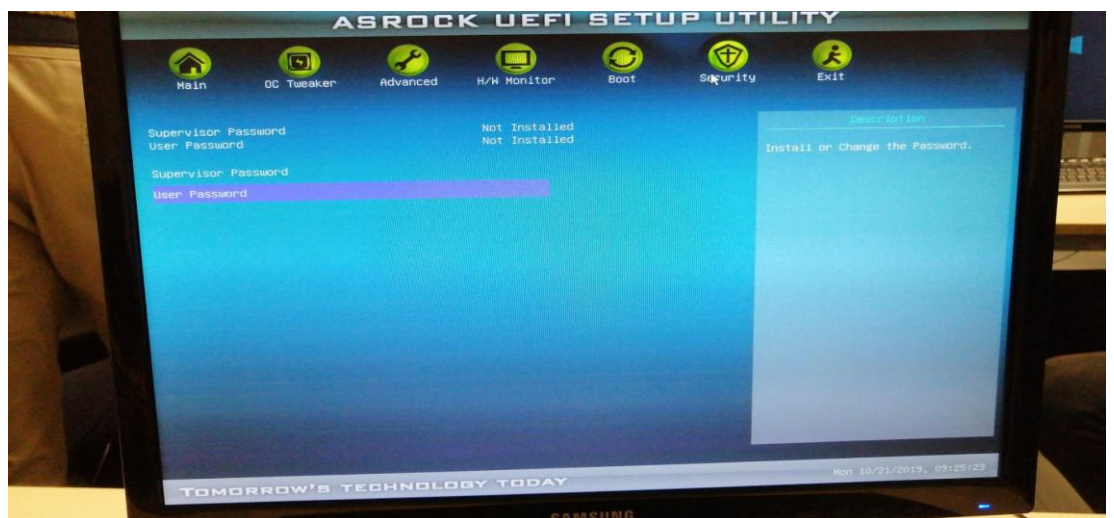 ASROCK UEFI SETUP UTILITY
Main OC Tweaker Advanced H/W Monitor Boot Security Exit
Supervisor Password Not Installed
User Password Not Installed
Supervisor Password
User Password
Description
Install or Change the Password.
Mon 10/21/2019, 09:25:23
TOMORROW'S TECHNOLOGY TODAY
SAMSUNG